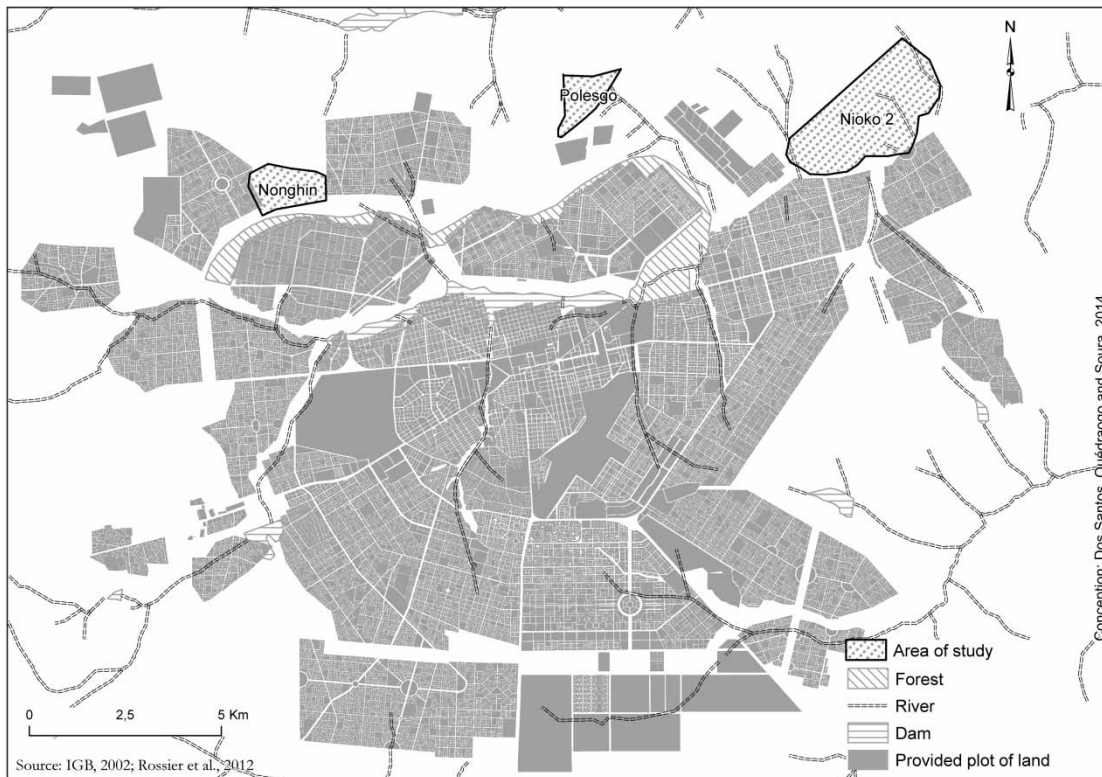 N
Polesgo
Nioko 2
Nonghin
Conception: Dos Santos, Ouédraogo and Soura, 2014
Area of study
Forest
River
Dam
Provided plot of land
0 2,5 5 Km
Source: IGB, 2002; Rossier et al., 2012